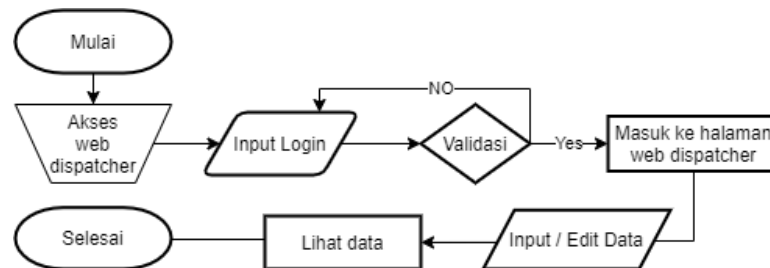 Mulai
Akses
web
dispatcher
Input Login
NO
Validasi
Yes
Masuk ke halaman
web dispatcher
Input / Edit Data
Lihat data
Selesai